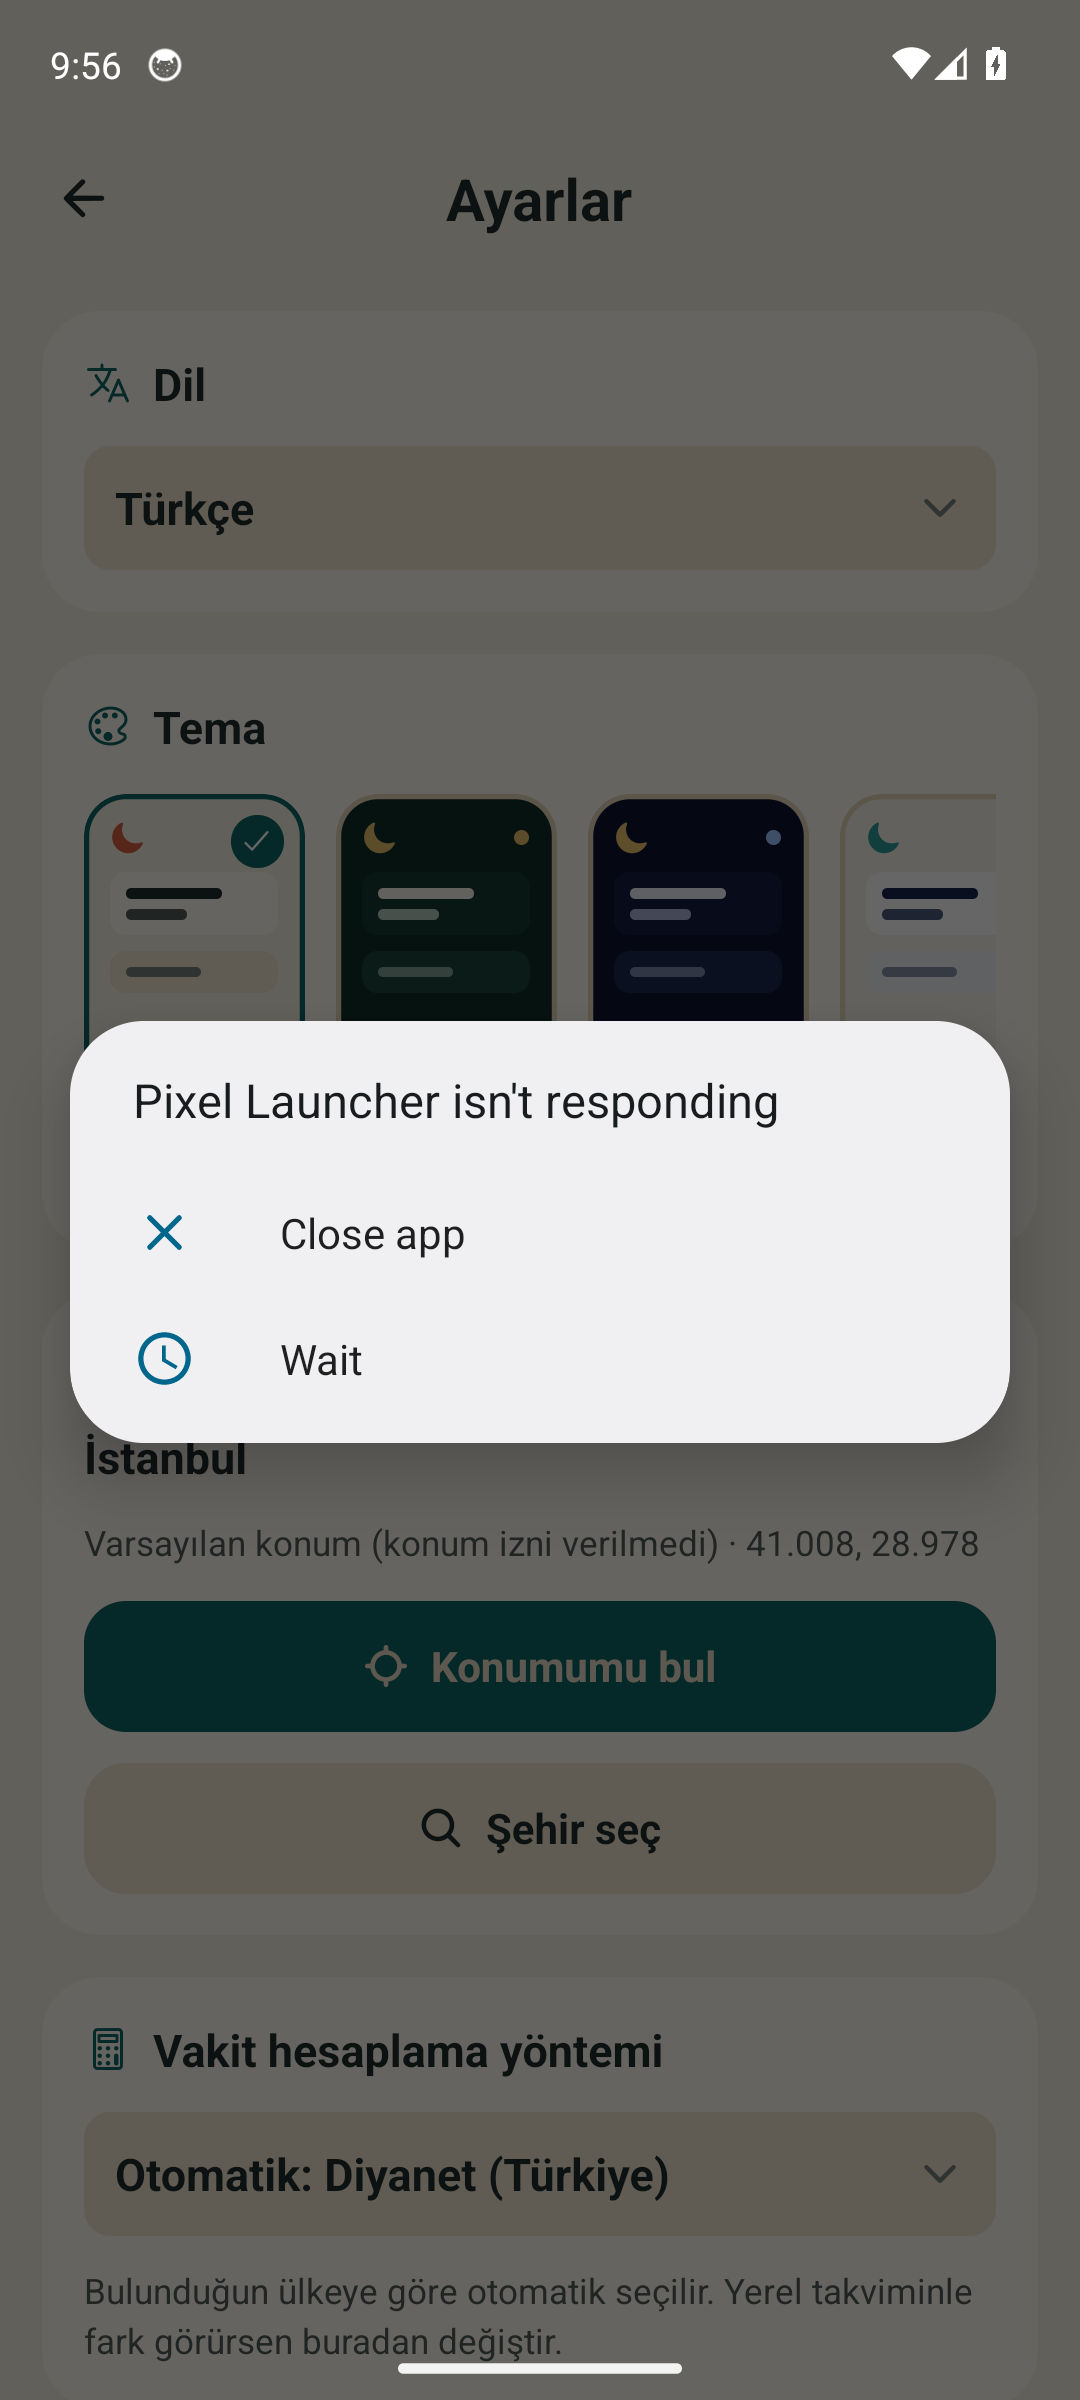 9:56
Ayarlar
Dil
Türkçe
Tema
Pixel Launcher isn't responding
Close app
Wait
İstanbul
Varsayılan konum (konum izni verilmedi) · 41.008, 28.978
Konumumu bul
Şehir seç
Vakit hesaplama yöntemi
Otomatik: Diyanet (Türkiye)
Bulunduğun ülkeye göre otomatik seçilir. Yerel takviminle
fark görürsen buradan değiştir.